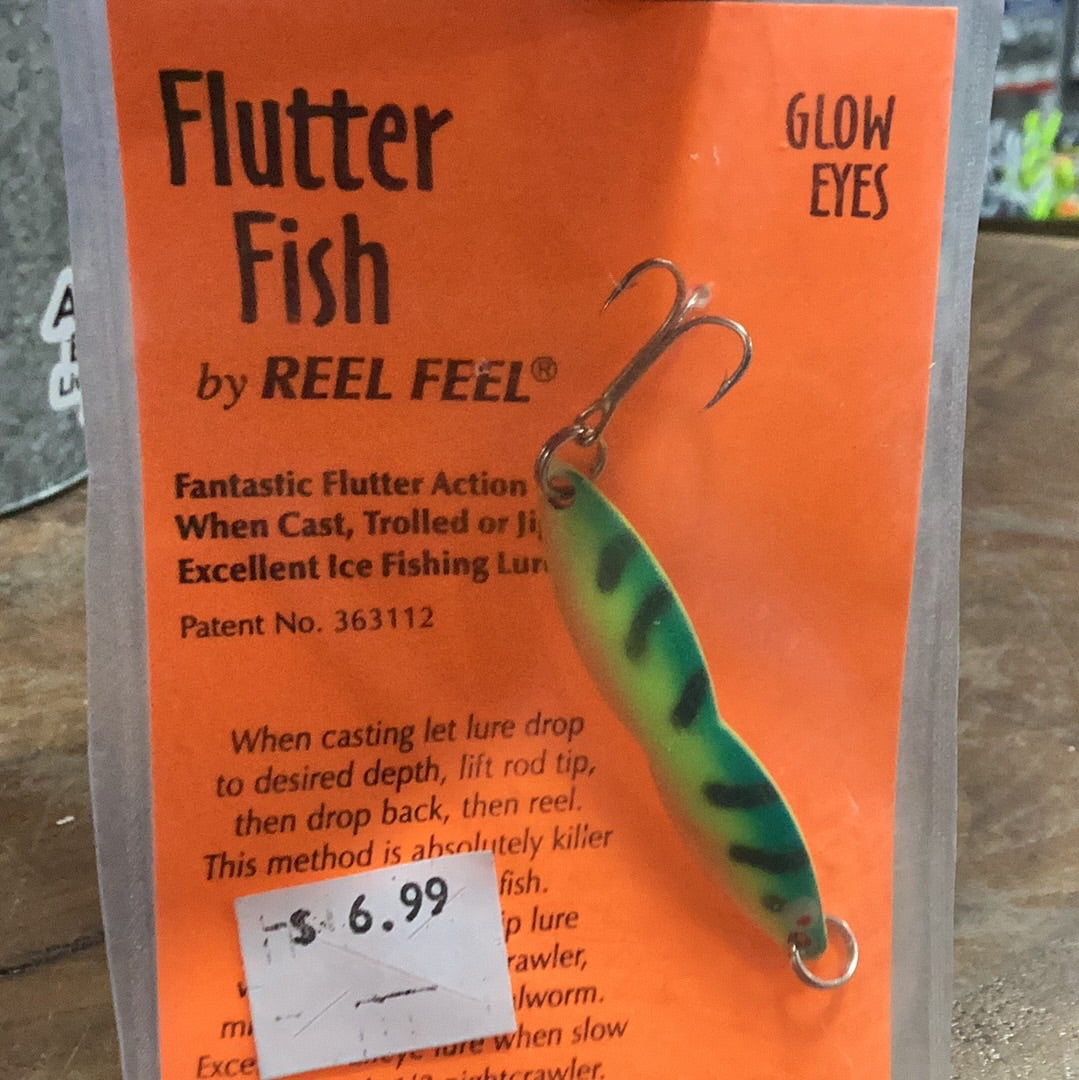 Flutter
Fish
by REEL FEEL®
GLOW
EYES
Fantastic Flutter Action
When Cast, Trolled or
Excellent Ice Fishing
Patent No. 363112
When casting let lure drop
to desired depth, lift rod tip,
then drop back, then reel.
This method is absolutely killer
fish.
lure
$ 6.99
when slow
nightcrawler.